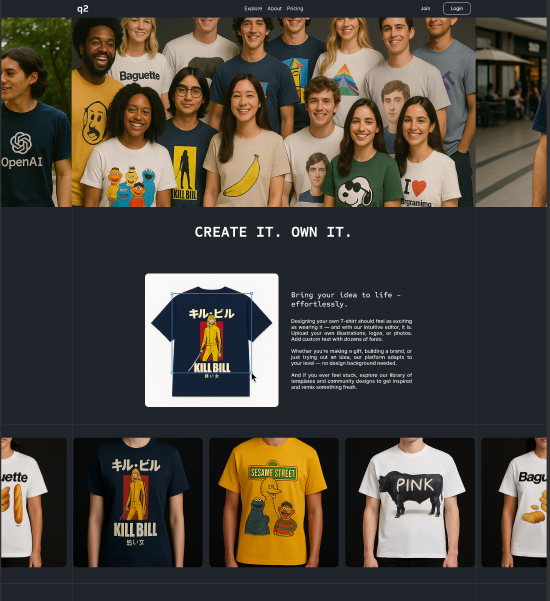 q2
Explore About Pricing
Join
Login
Baguette
OpenAI
KILL BILL
I ♥
CREATE IT. OWN IT.
キル・ビル
KILL BILL
Bring your idea to life –
effortlessly.
Designing your own T-shirt should feel as exciting
as wearing it — and with our intuitive editor, it is.
Upload your own illustrations, logos, or photos.
Add custom text with dozens of fonts.
Whether you're making a gift, building a brand, or
just trying out an idea, our platform adapts to
your level — no design background needed.
And if you ever feel stuck, explore our library of
templates and community designs to get inspired
and remix something fresh.
uette
キル・ビル
KILL BILL
SESAME STREET
PINK
Bagu